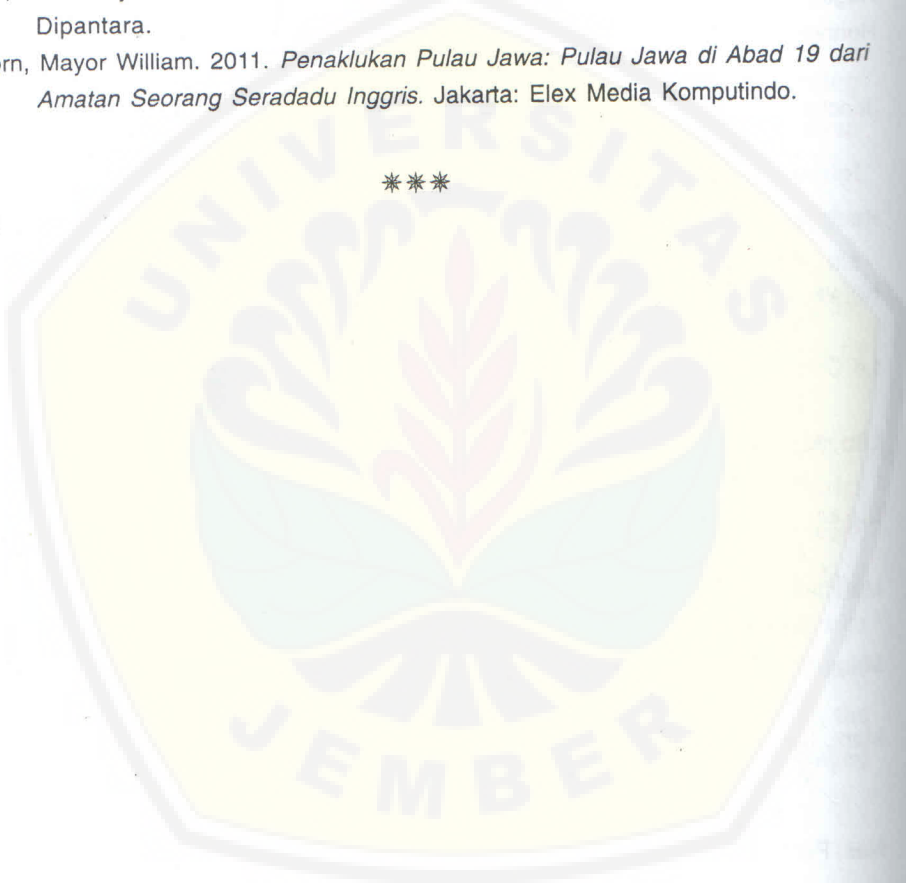 Dipantara.
rn, Mayor William. 2011. Penaklukan Pulau Jawa: Pulau Jawa di Abad 19 dari
Amatan Seorang Seradadu Inggris. Jakarta: Elex Media Komputindo.
***
UNIVERSITAS
JEMBER